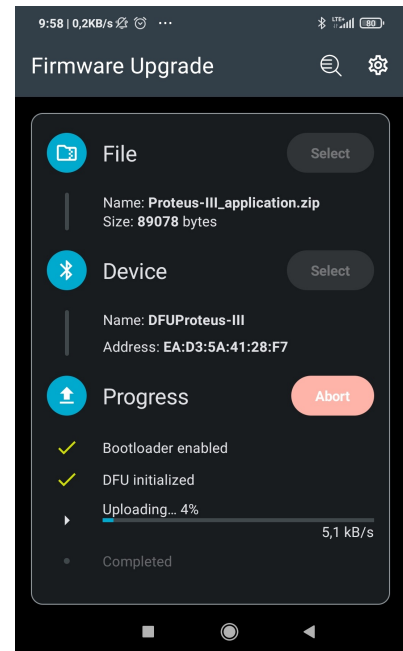 9:58 | 0,2KB/s ... LTE+ 80
Firmware Upgrade
File
Select
Name: Proteus-III_application.zip
Size: 89078 bytes
Device
Select
Name: DFUProteus-III
Address: EA:D3:5A:41:28:F7
Progress
Abort
Bootloader enabled
DFU initialized
Uploading... 4%
5,1 kB/s
Completed